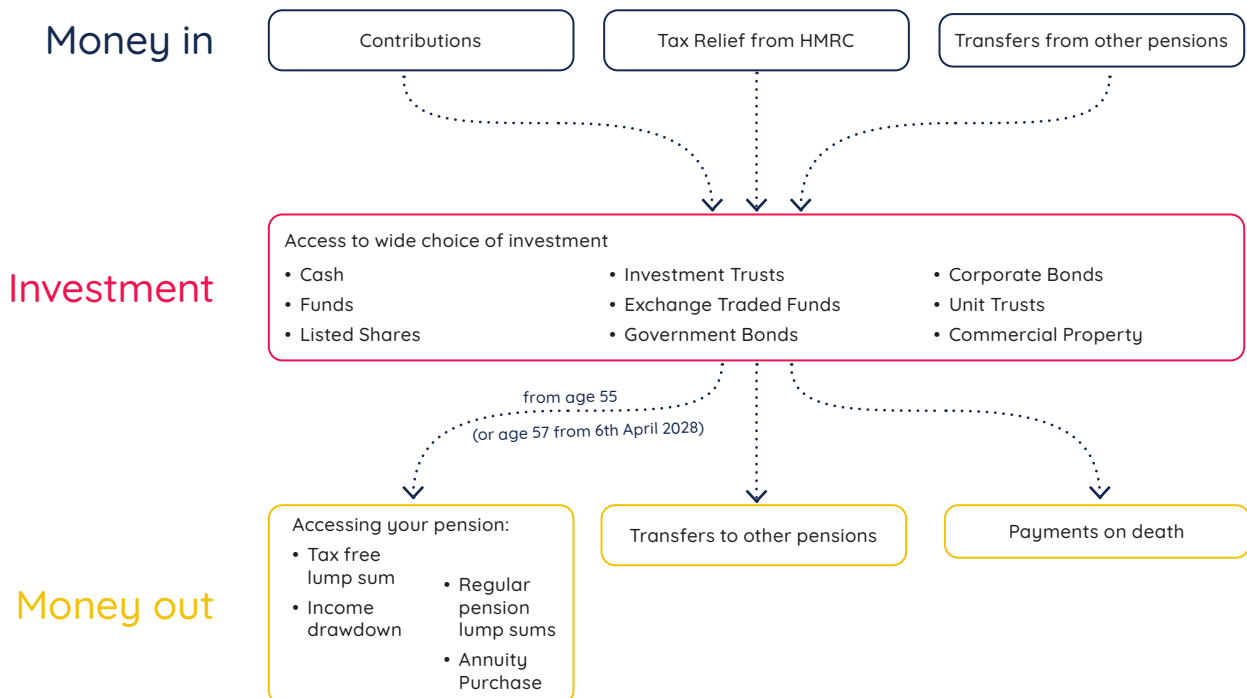 Money in
Contributions
Tax Relief from HMRC
Transfers from other pensions
Investment
Access to wide choice of investment
• Cash
• Funds
• Listed Shares
• Investment Trusts
• Exchange Traded Funds
• Government Bonds
• Corporate Bonds
• Unit Trusts
• Commercial Property
from age 55
(or age 57 from 6th April 2028)
Money out
Accessing your pension:
• Tax free
lump sum
• Income
drawdown
• Regular
pension
lump sums
• Annuity
Purchase
Transfers to other pensions
Payments on death